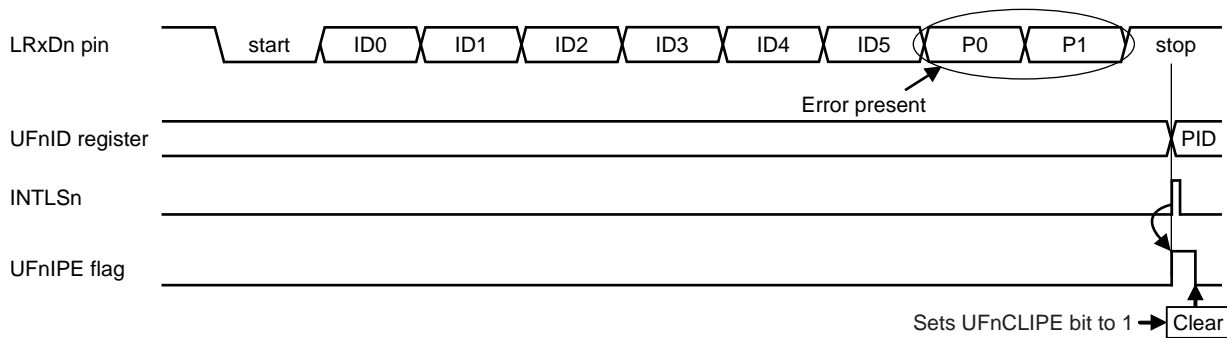 LRxDn pin start ID0 ID1 ID2 ID3 ID4 ID5 P0 P1 stop
Error present
UFnID register PID
INTLSn
UFnIPE flag
Sets UFnCLIPE bit to 1 Clear